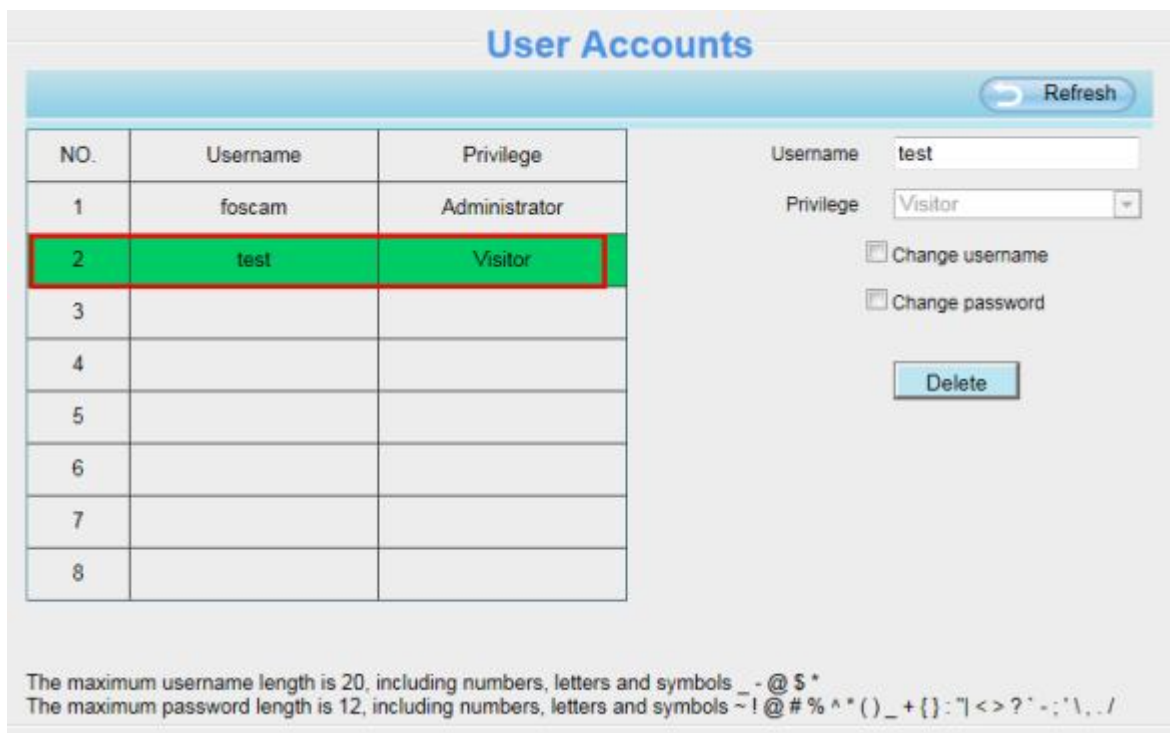 User Accounts
Refresh
NO. Username Privilege
1 foscam Administrator
2 test Visitor
3
4
5
6
7
8
Username test
Privilege Visitor
Change username
Change password
Delete
The maximum username length is 20, including numbers, letters and symbols _ - @ $ *
The maximum password length is 12, including numbers, letters and symbols ~ ! @ # % ^ * ( ) _ + { } : "| < > ? ` - ; ' \ , . /